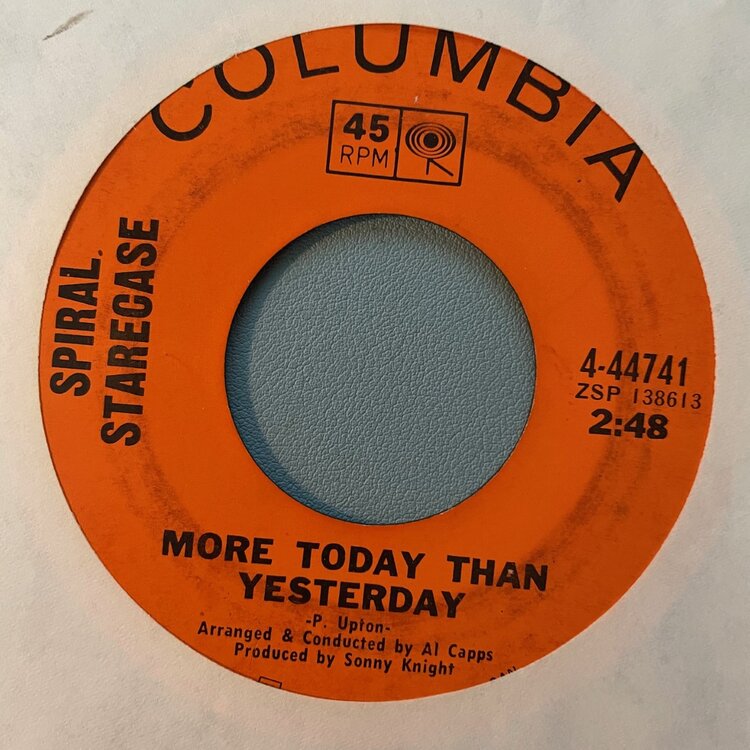 COLUMBIA
45
RPM
SPIRAL
STARECASE
4-44741
ZSP 138613
2:48
MORE TODAY THAN
YESTERDAY
-P. Upton-
Arranged & Conducted by Al Capps
Produced by Sonny Knight